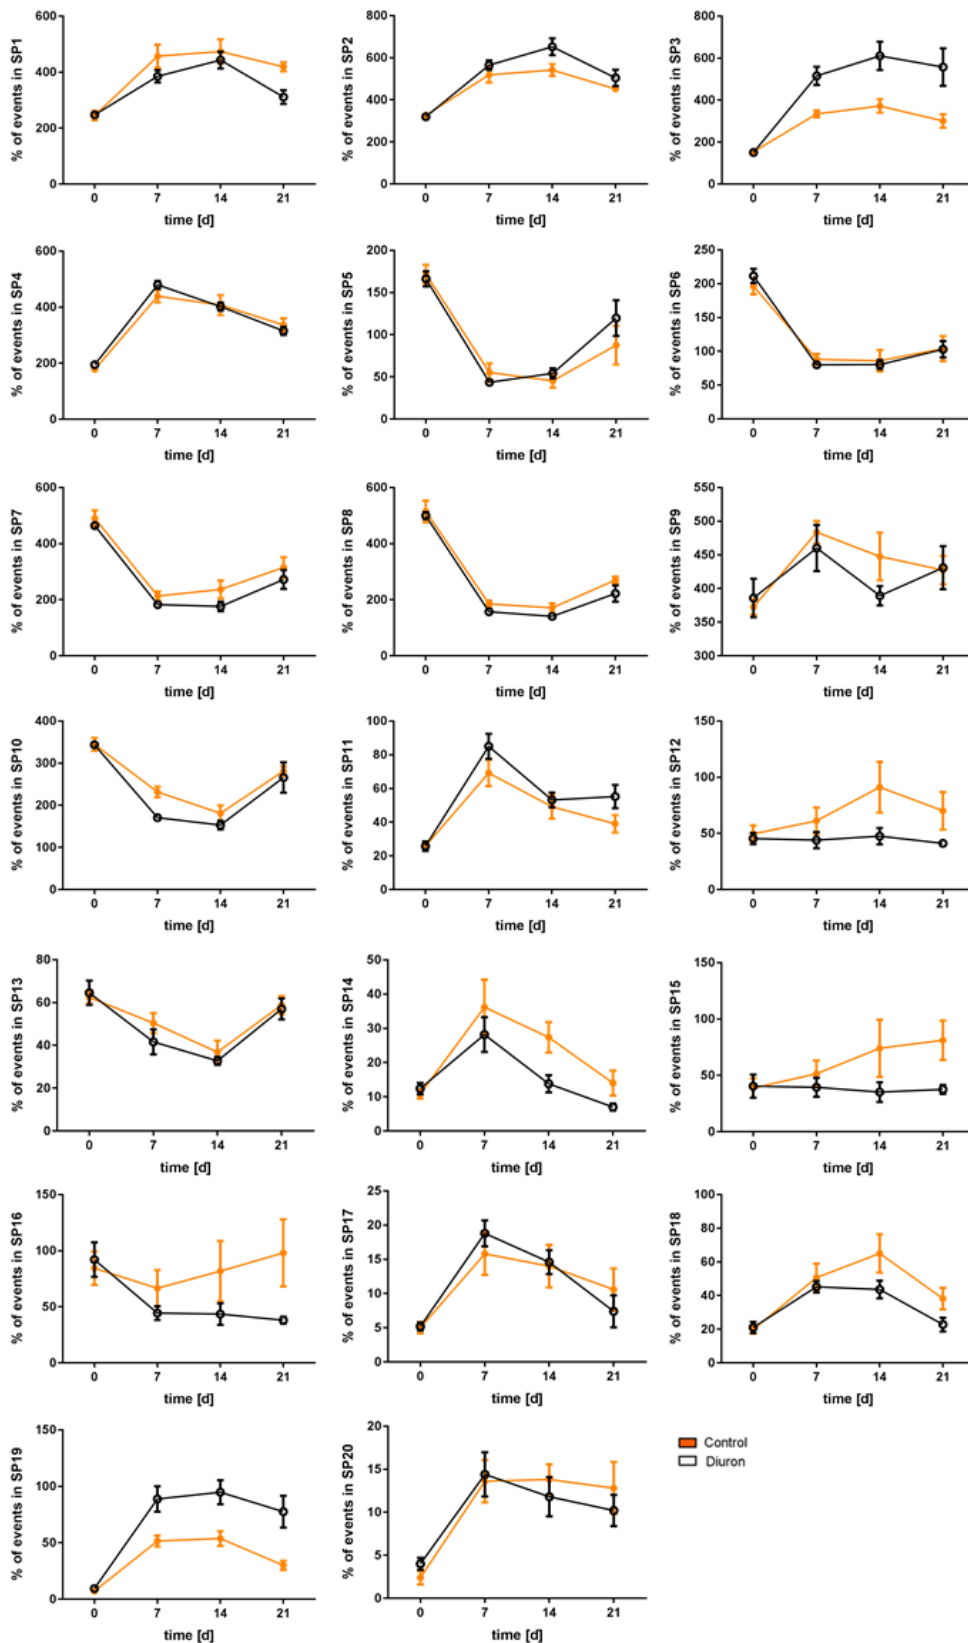 % of events in SP1
600
400
200
0
0 7 14 21
time [d]
% of events in SP2
800
600
400
200
0
0 7 14 21
time [d]
% of events in SP3
800
600
400
200
0
0 7 14 21
time [d]
% of events in SP4
600
400
200
0
0 7 14 21
time [d]
% of events in SP5
200
150
100
50
0
0 7 14 21
time [d]
% of events in SP6
250
200
150
100
50
0
0 7 14 21
time [d]
% of events in SP7
600
400
200
0
0 7 14 21
time [d]
% of events in SP8
600
400
200
0
0 7 14 21
time [d]
% of events in SP9
550
500
450
400
350
300
0 7 14 21
time [d]
% of events in SP10
400
300
200
100
0
0 7 14 21
time [d]
% of events in SP11
100
80
60
40
20
0
0 7 14 21
time [d]
% of events in SP12
150
100
50
0
0 7 14 21
time [d]
% of events in SP13
80
60
40
20
0
0 7 14 21
time [d]
% of events in SP14
50
40
30
20
10
0
0 7 14 21
time [d]
% of events in SP15
150
100
50
0
0 7 14 21
time [d]
% of events in SP16
150
100
50
0
0 7 14 21
time [d]
% of events in SP17
25
20
15
10
5
0
0 7 14 21
time [d]
% of events in SP18
100
80
60
40
20
0
0 7 14 21
time [d]
% of events in SP19
150
100
50
0
0 7 14 21
time [d]
% of events in SP20
20
15
10
5
0
0 7 14 21
time [d]
Control
Diuron